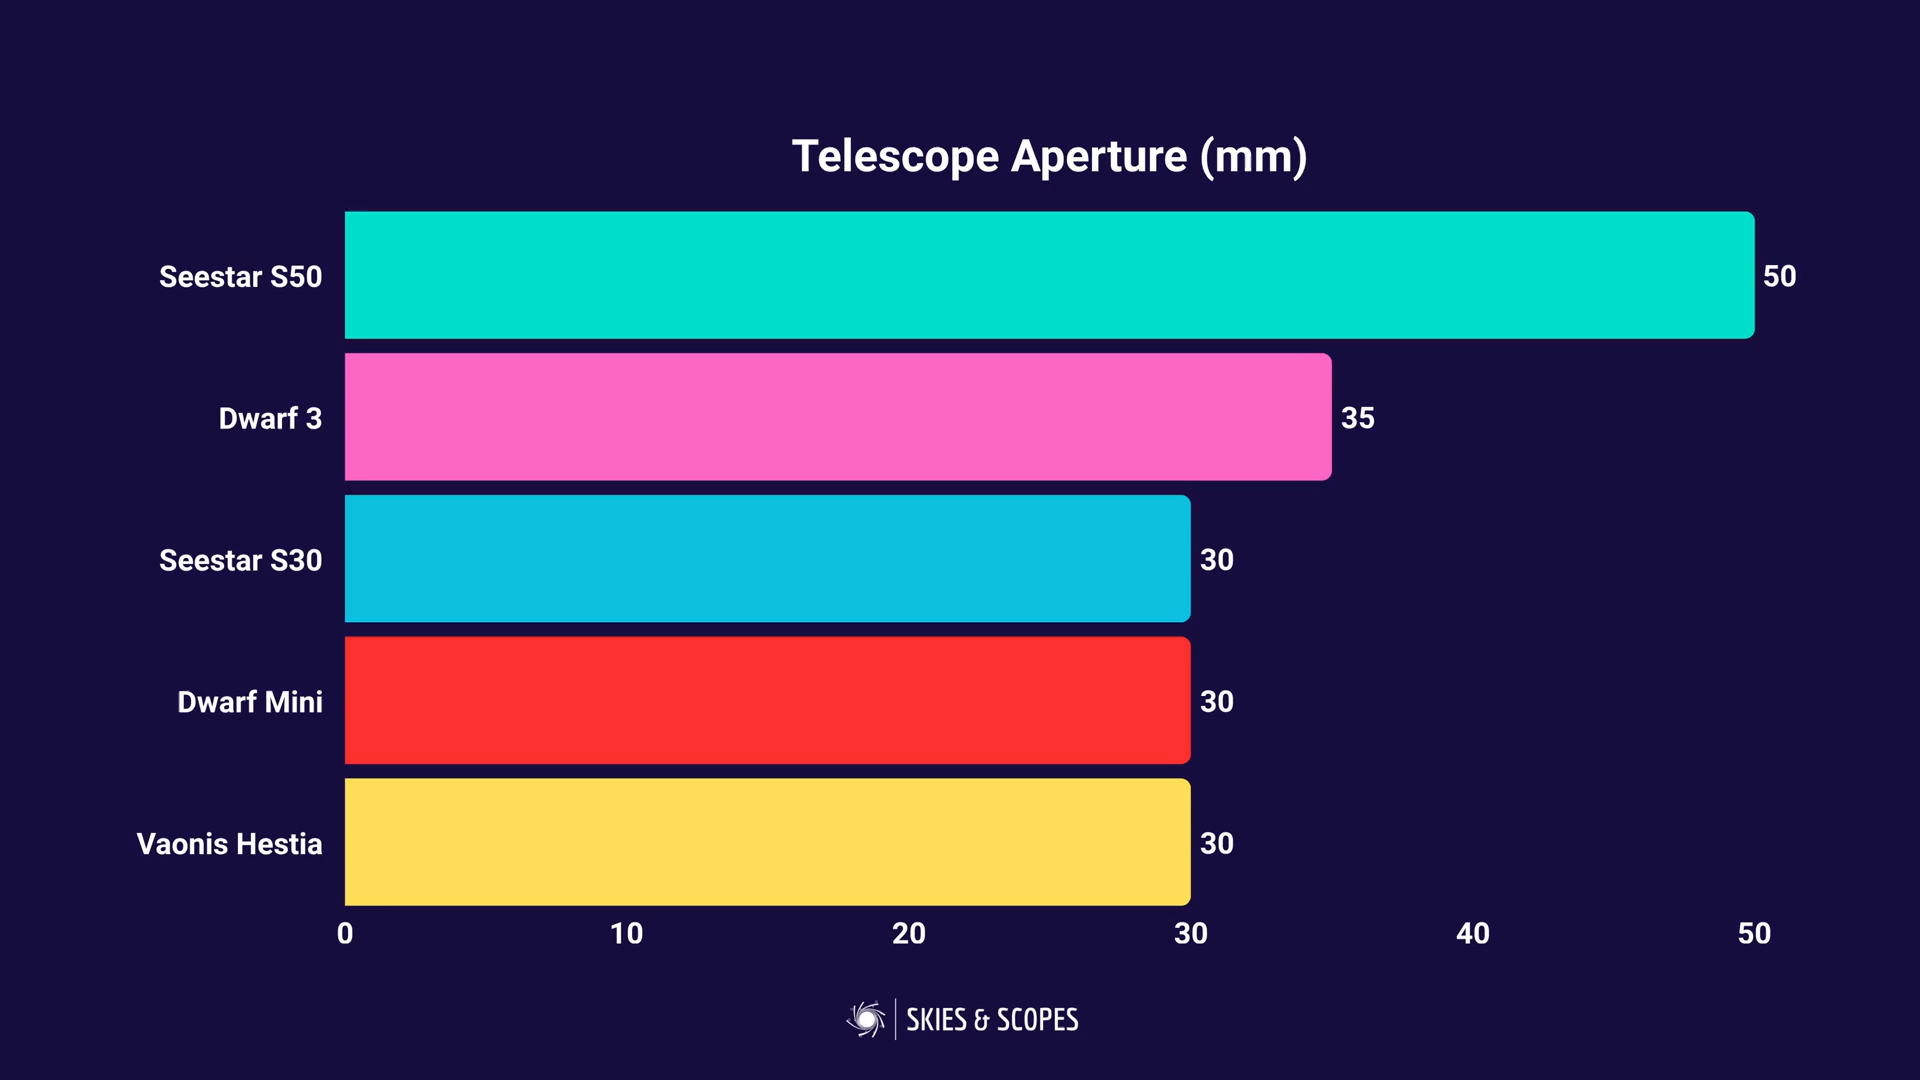 Telescope Aperture (mm)
Seestar S50 50
Dwarf 3 35
Seestar S30 30
Dwarf Mini 30
Vaonis Hestia 30
0 10 20 30 40 50
SKIES & SCOPES